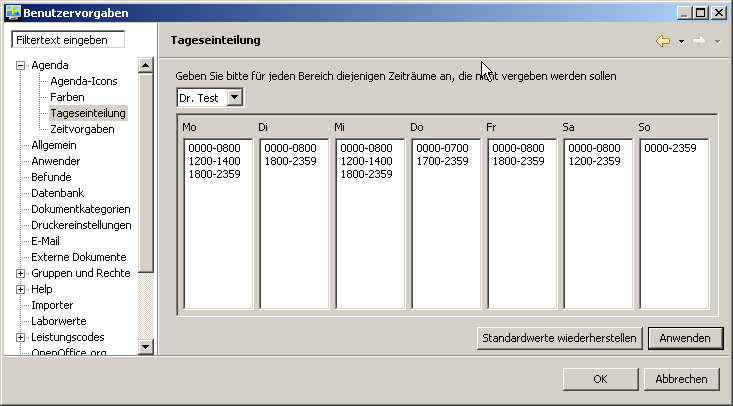 Benutzervorgaben
Filtertext eingeben
Agenda
Agenda-Icons
Farben
Tageseinteilung
Zeitvorgaben
Allgemein
Anwender
Befunde
Datenbank
Dokumentkategorien
Druckereinstellungen
E-Mail
Externe Dokumente
Gruppen und Rechte
Help
Importer
Laborwerte
Leistungscodes
OpenOffice.org
Tageseinteilung
Geben Sie bitte für jeden Bereich diejenigen Zeiträume an, die nicht vergeben werden sollen
Dr. Test
Mo Di Mi Do Fr Sa So
0000-0800 0000-0800 0000-0800 0000-0700 0000-0800 0000-0800 0000-2359
1200-1400 1800-2359 1200-1400 1700-2359 1800-2359 1200-2359
1800-2359 1800-2359
Standardwerte wiederherstellen Anwenden
OK Abbrechen